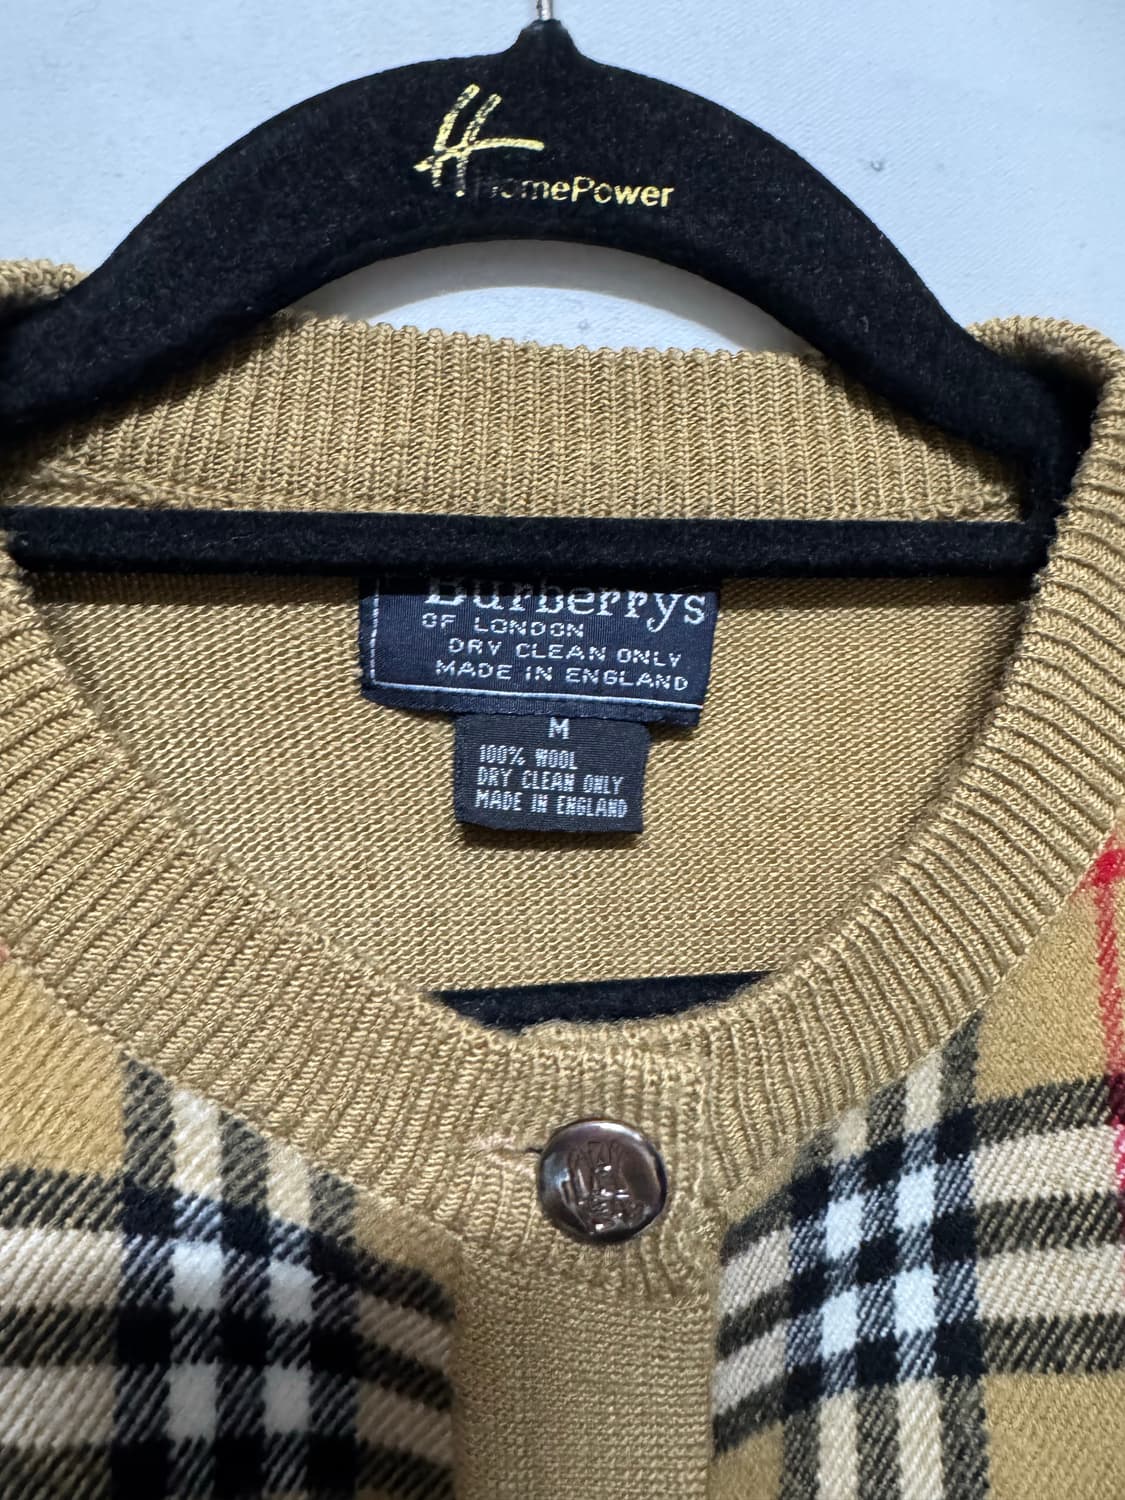 HomePower
Burberrys
OF LONDON
DRY CLEAN ONLY
MADE IN ENGLAND
M
100% WOOL
DRY CLEAN ONLY
MADE IN ENGLAND